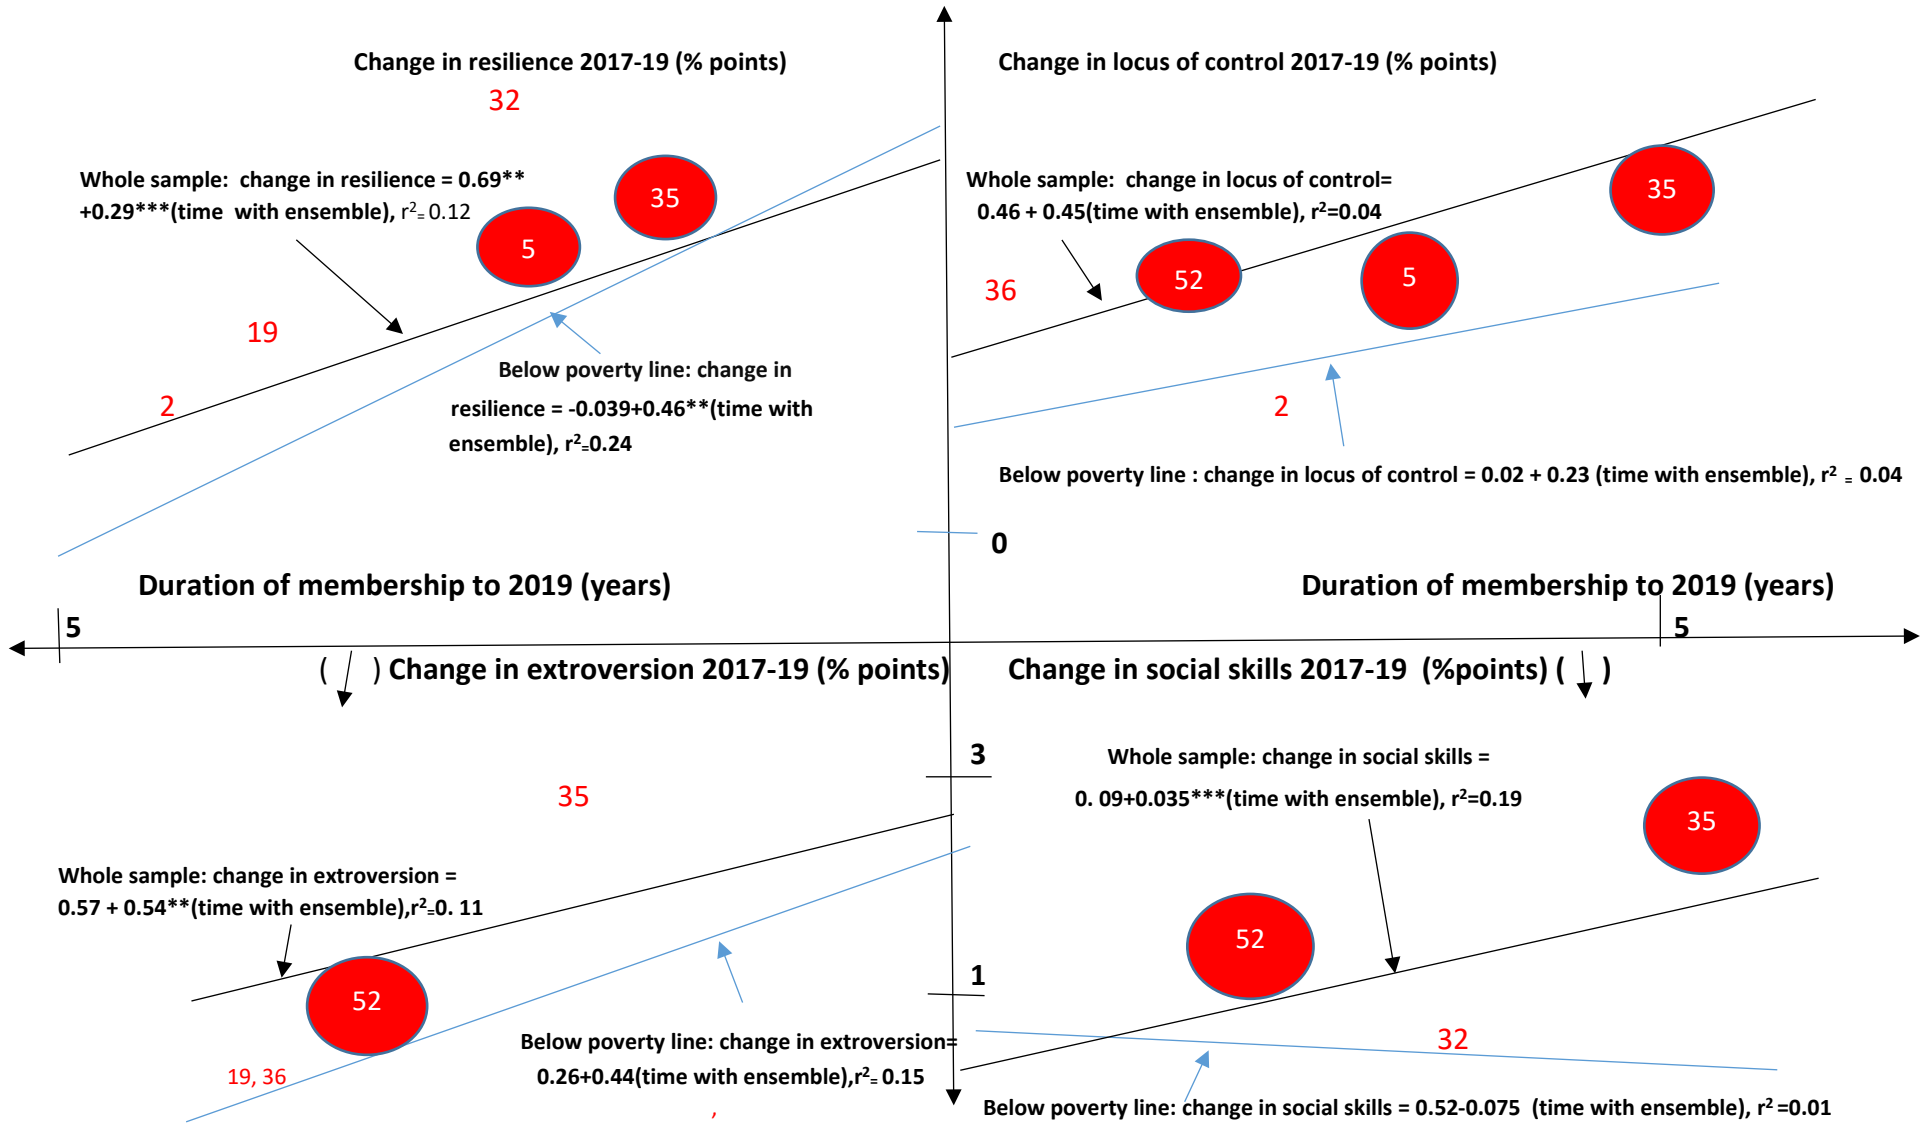 Change in resilience 2017-19 (% points)
32
Whole sample:  change in resilience = 0.69**
+0.29***(time  with ensemble), r²= 0.12
35
5
19
2
Below poverty line: change in
resilience = -0.039+0.46**(time with
ensemble), r²=0.24
Change in locus of control 2017-19 (% points)
Whole sample:  change in locus of control=
0.46 + 0.45(time with ensemble), r²=0.04
35
52
5
36
2
Below poverty line : change in locus of control = 0.02 + 0.23 (time with ensemble), r² = 0.04
0
Duration of membership to 2019 (years)
5
Duration of membership to 2019 (years)
5
(   ) Change in extroversion 2017-19 (% points)
35
Whole sample: change in extroversion =
0.57 + 0.54**(time with ensemble),r²=0. 11
52
19, 36
Below poverty line: change in extroversion=
0.26+0.44(time with ensemble),r²= 0.15
,
3
1
Change in social skills 2017-19  (%points) (   )
Whole sample: change in social skills =
0. 09+0.035***(time with ensemble), r²=0.19
35
52
32
Below poverty line: change in social skills = 0.52-0.075  (time with ensemble), r² =0.01